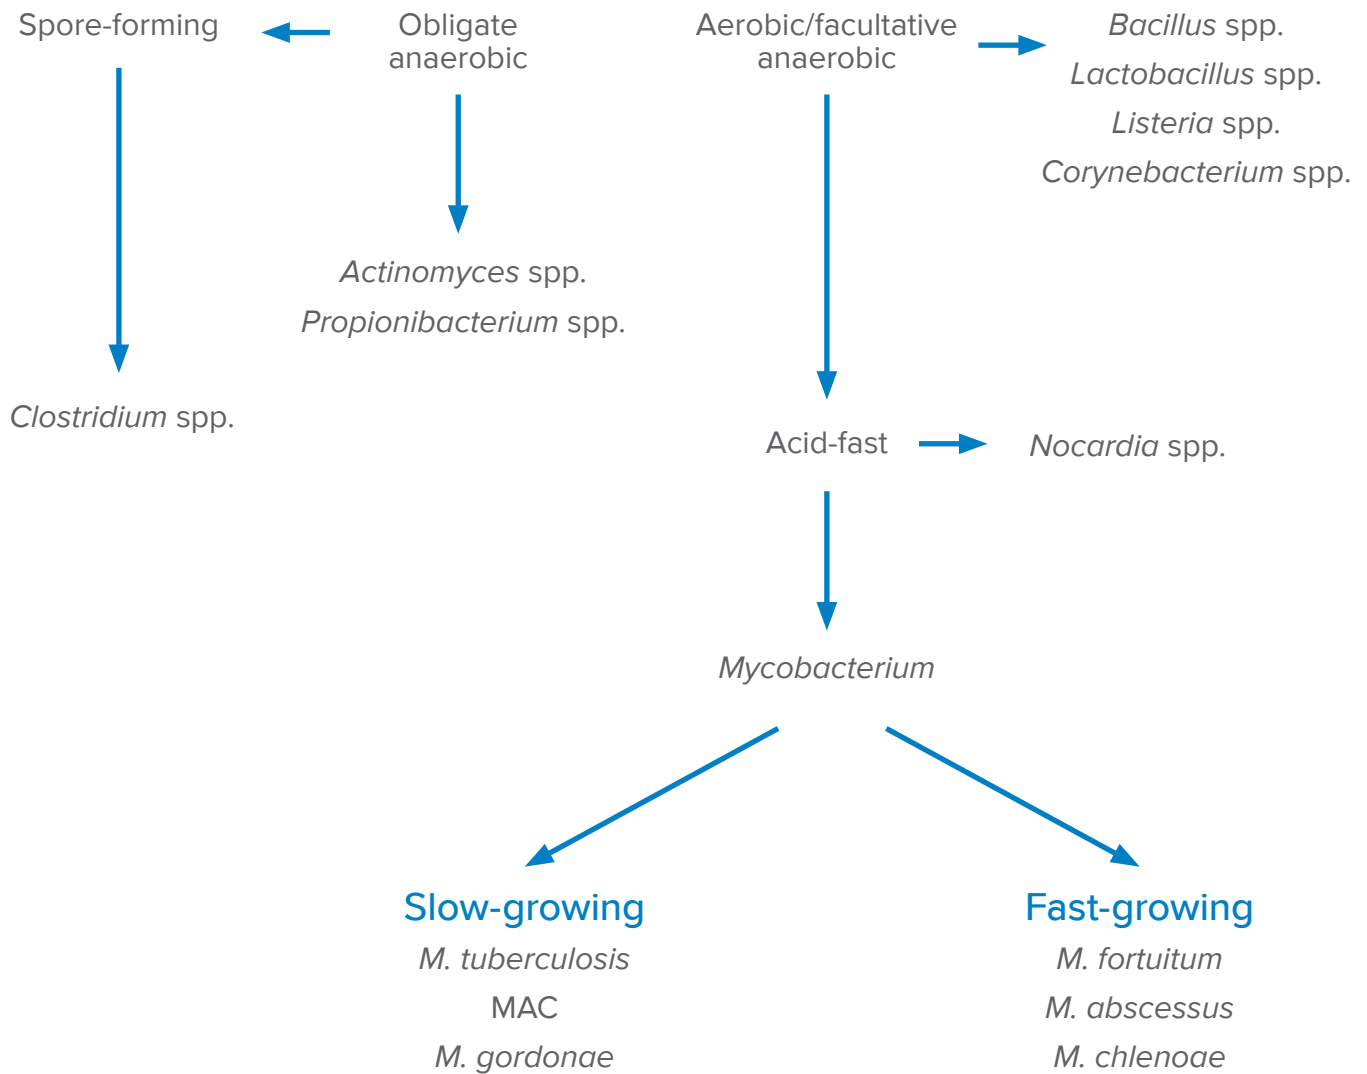 Spore-forming
Obligate
anaerobic
Aerobic/facultative
anaerobic
Bacillus spp.
Lactobacillus spp.
Listeria spp.
Corynebacterium spp.
Actinomyces spp.
Propionibacterium spp.
Clostridium spp.
Acid-fast
Nocardia spp.
Mycobacterium
Slow-growing
M. tuberculosis
MAC
M. gordonae
Fast-growing
M. fortuitum
M. abscessus
M. chlenoae